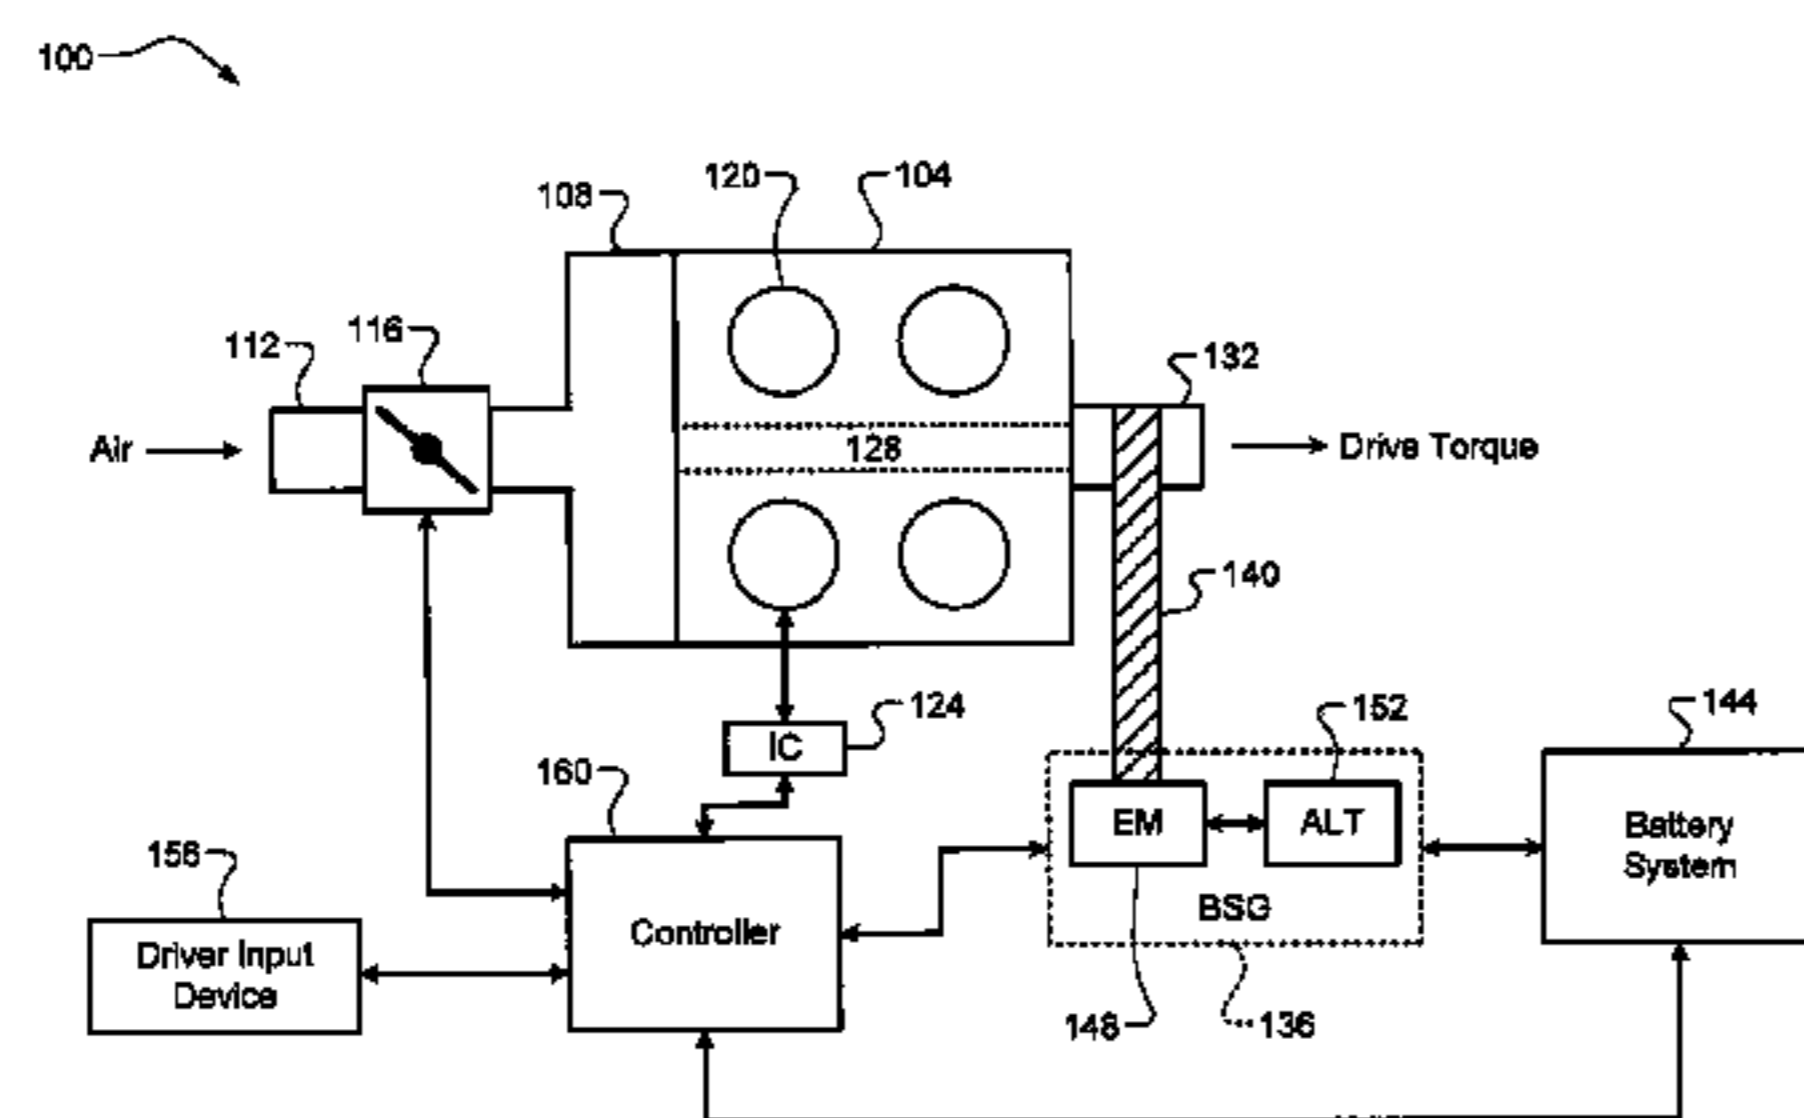 100
120
104
108
116
112
132
Air
128
Drive Torque
140
124
152
144
IC
160
EM
ALT
Battery
System
156
Controller
BSG
Driver Input
Device
148
136